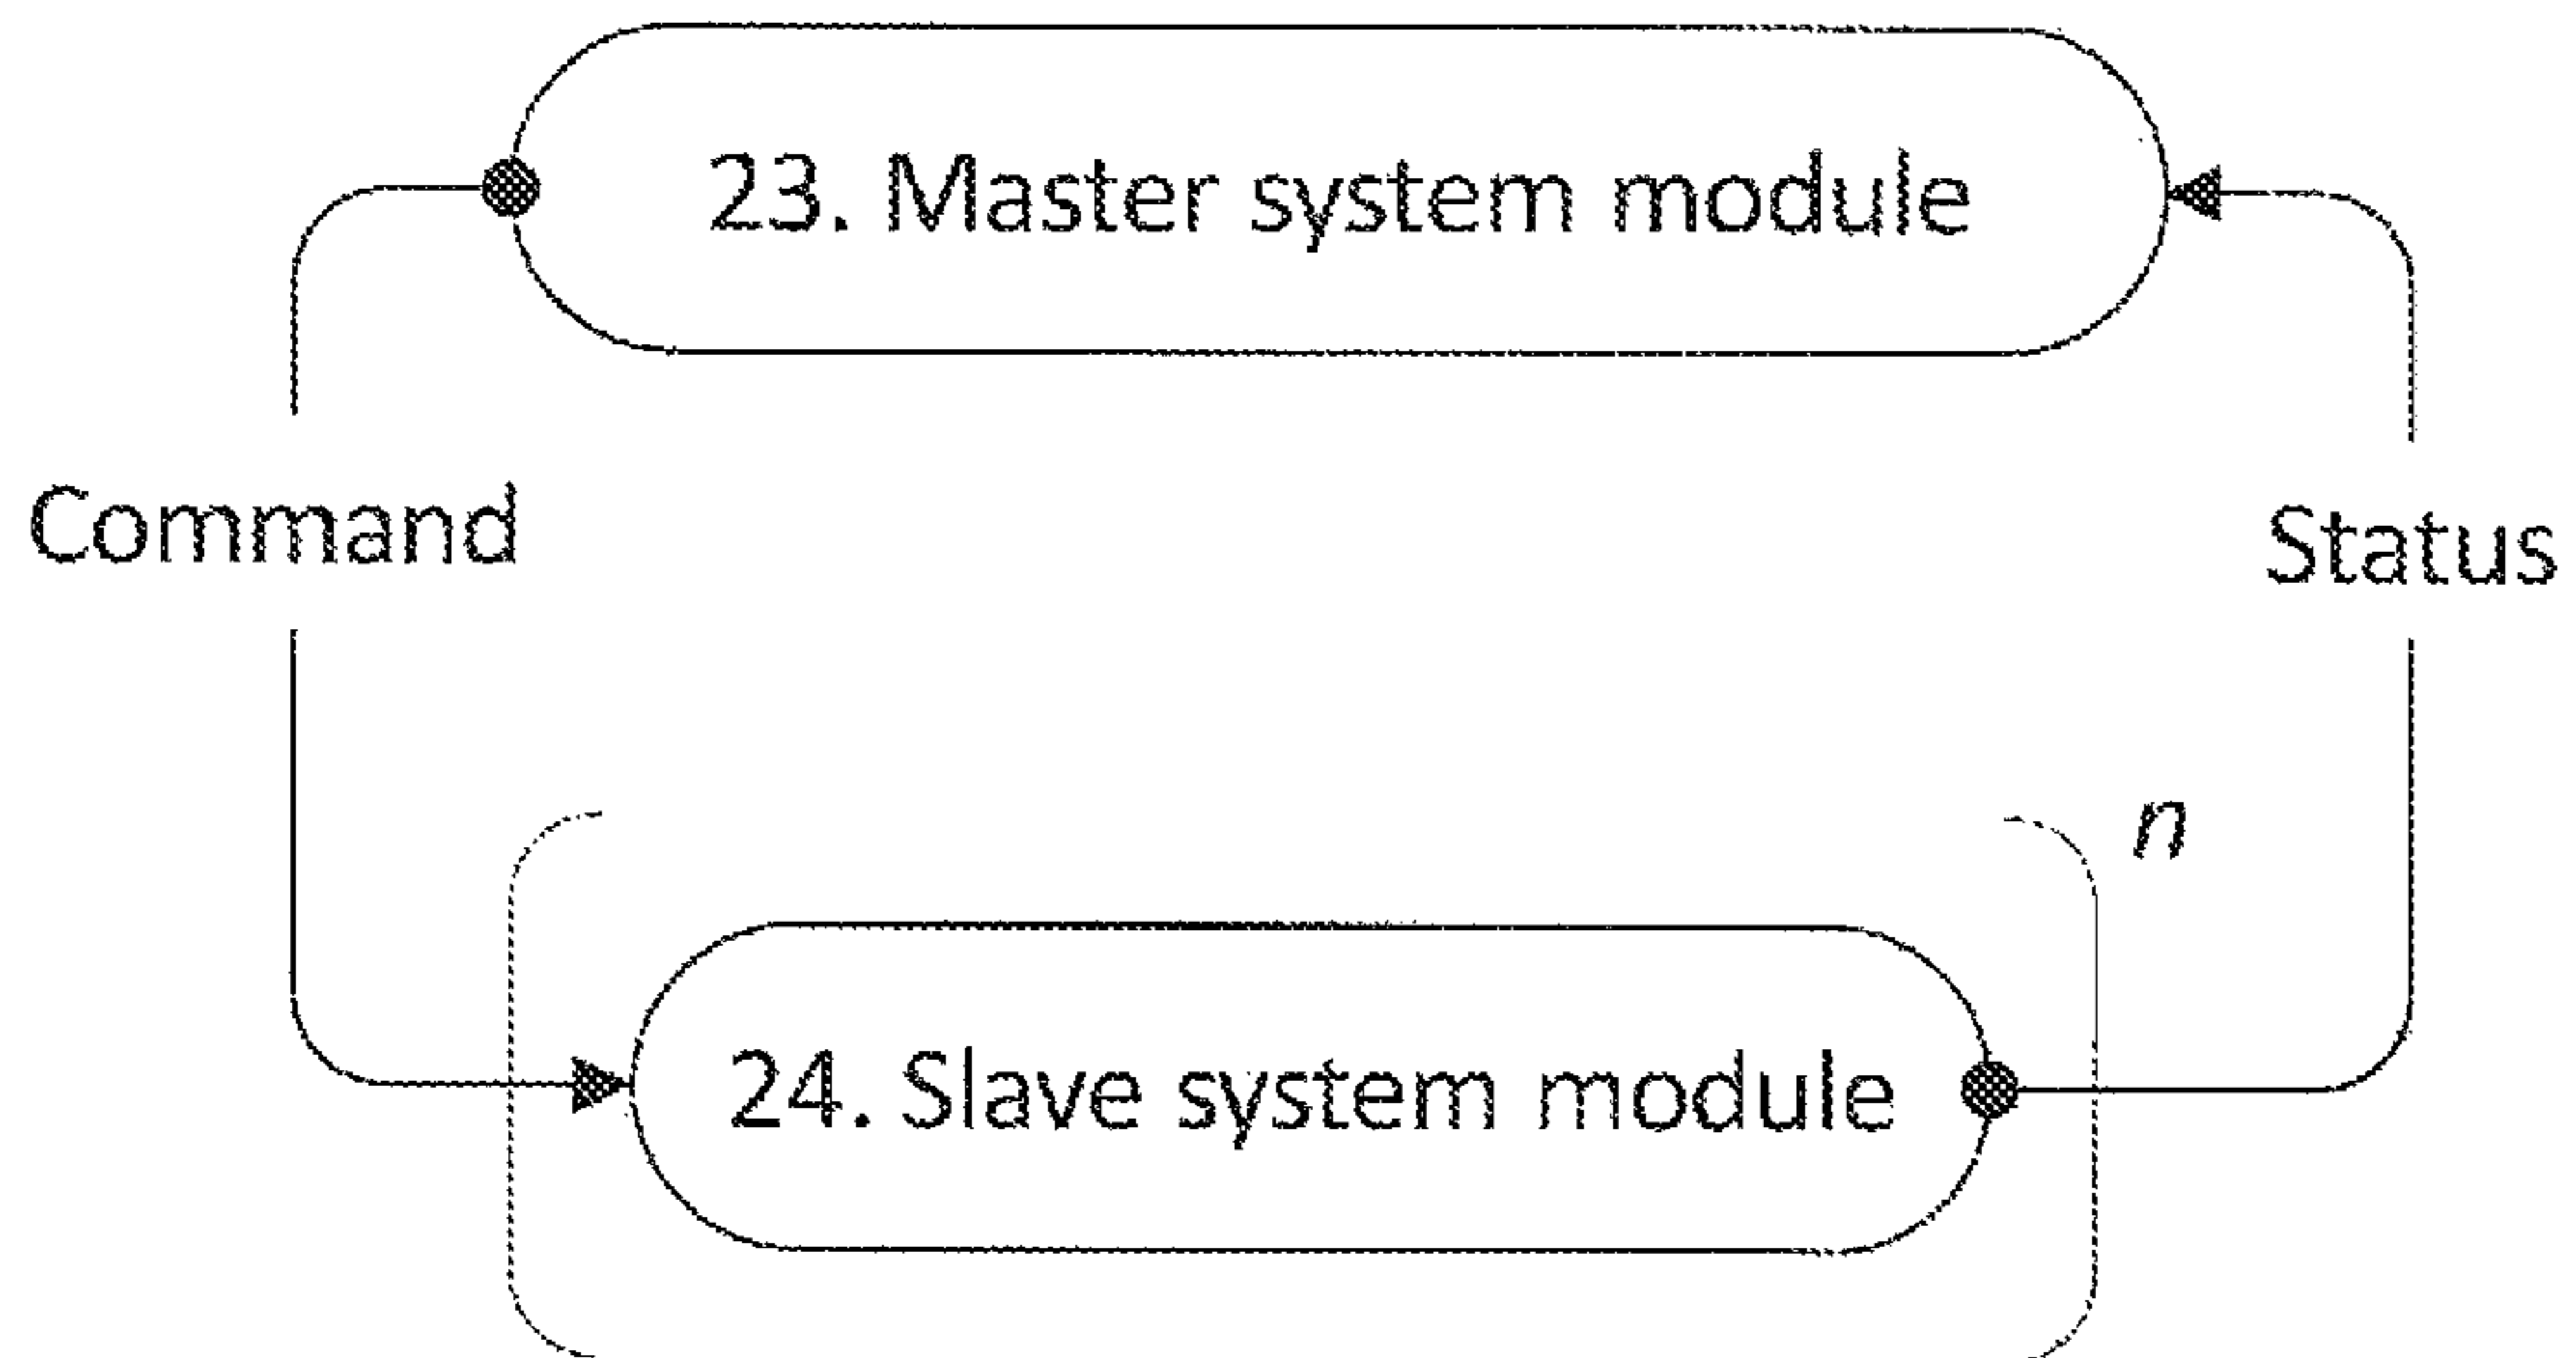 23. Master system module
Command
Status
n
24. Slave system module